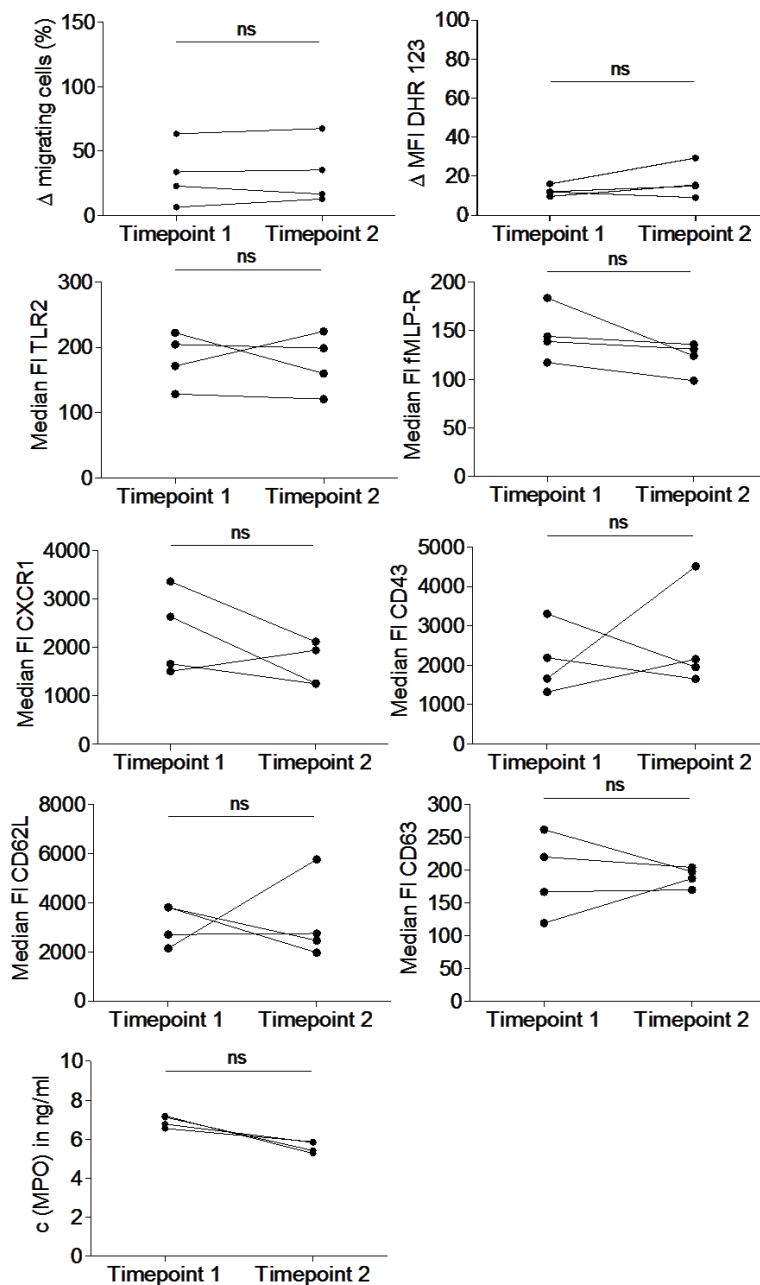 Δ migrating cells (%)
150
100
50
0
ns
Timepoint 1 Timepoint 2
Δ MFI DHR 123
100
80
60
40
20
0
ns
Timepoint 1 Timepoint 2
Median FI TLR2
300
200
100
0
ns
Timepoint 1 Timepoint 2
Median FI fMLP-R
200
150
100
50
0
ns
Timepoint 1 Timepoint 2
Median FI CXCR1
4000
3000
2000
1000
0
ns
Timepoint 1 Timepoint 2
Median FI CD43
5000
4000
3000
2000
1000
0
ns
Timepoint 1 Timepoint 2
Median FI CD62L
8000
6000
4000
2000
0
ns
Timepoint 1 Timepoint 2
Median FI CD63
300
250
200
150
100
50
0
ns
Timepoint 1 Timepoint 2
c (MPO) in ng/ml
10
8
6
4
2
0
ns
Timepoint 1 Timepoint 2